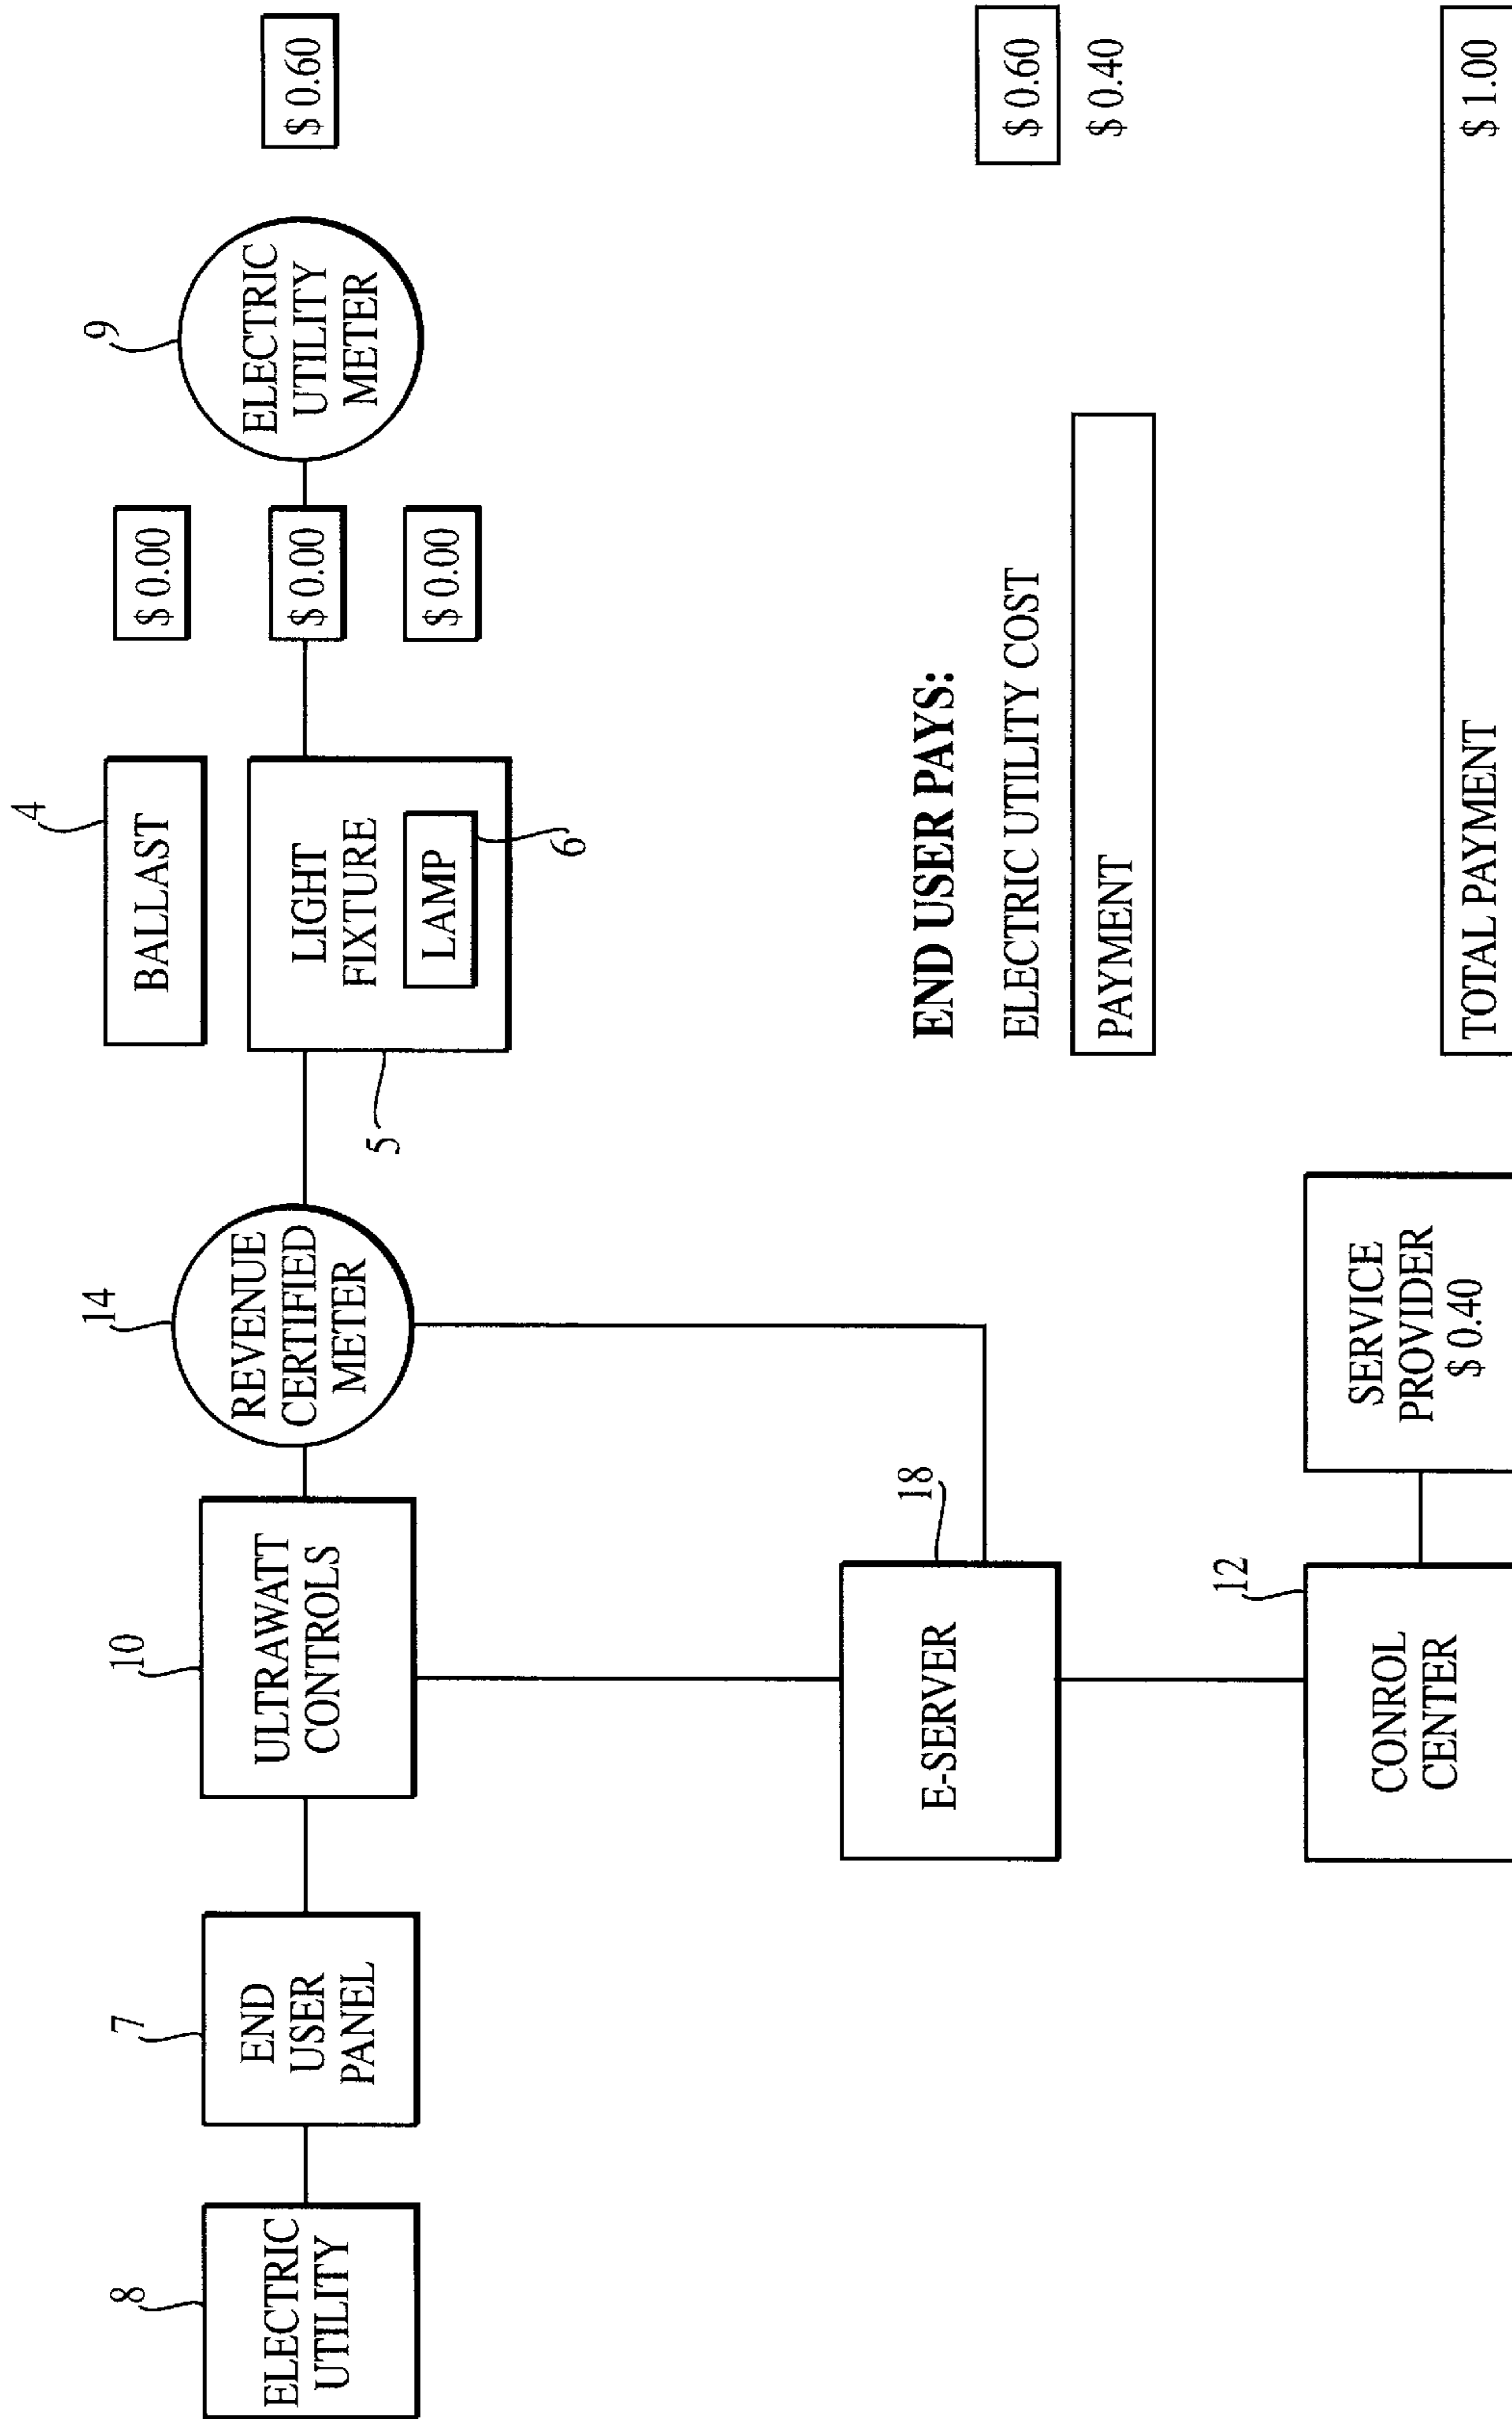 4
9
BALLAST
$ 0.00
8
7
10
14
ELECTRIC
UTILITY
END
USER
PANEL
ULTRAWATT
CONTROLS
REVENUE
CERTIFIED
METER
LIGHT
FIXTURE
LAMP
$ 0.00
$ 0.00
ELECTRIC
UTILITY
METER
$ 0.60
5
6
18
E-SERVER
END USER PAYS:
ELECTRIC UTILITY COST
$ 0.60
PAYMENT
$ 0.40
12
CONROL
CENTER
SERVICE
PROVIDER
$ 0.40
TOTAL PAYMENT
$ 1.00